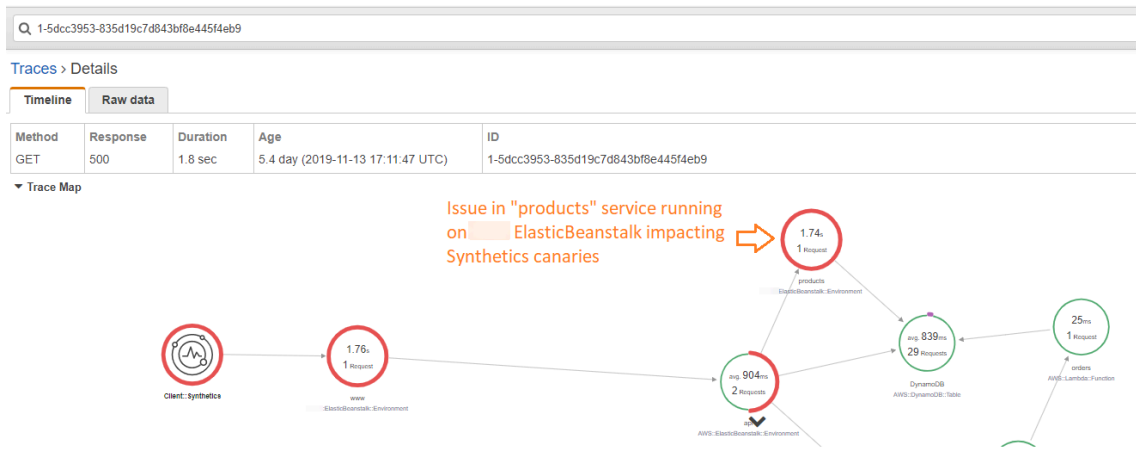 1-5dcc3953-835d19c7d843bf8e445f4eb9
Traces > Details
Timeline Raw data
Method Response Duration Age ID
GET 500 1.8 sec 5.4 day (2019-11-13 17:11:47 UTC) 1-5dcc3953-835d19c7d843bf8e445f4eb9
Trace Map
Issue in "products" service running
on ElasticBeanstalk impacting
Synthetics canaries
1.74s
1 Request
products
ElasticBeanstalk::Environment
25ms
1 Request
orders
AWS::Lambda::Function
avg. 839ms
29 Requests
DynamoDB
AWS::DynamoDB::Table
1.76s
1 Request
www
::ElasticBeanstalk::Environment
Client::Synthetics
avg. 904ms
2 Requests
AWS::ElasticBeanstalk::Environment